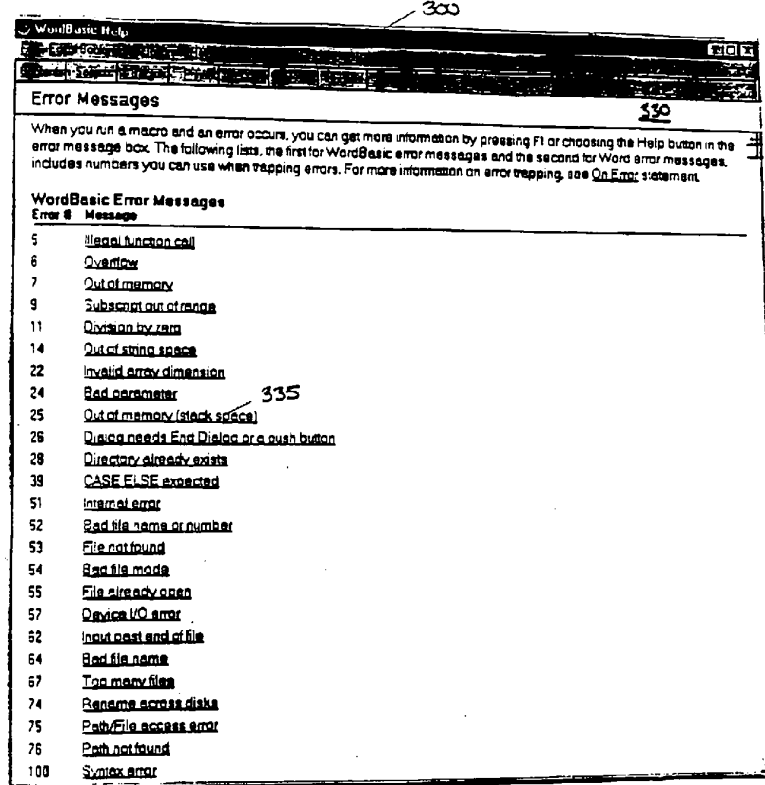 300
WordBasic Help
Error Messages
330
When you run a macro and an error occurs, you can get more information by pressing F1 or choosing the Help button in the
error message box. The following lists, the first for WordBasic error messages and the second for Word error messages,
includes numbers you can use when trapping errors. For more information on error trapping, see On Error statement.
WordBasic Error Messages
Error # Message
5 Illegal function call
6 Overflow
7 Out of memory
9 Subscript out of range
11 Division by zero
14 Out of string space
22 Invalid array dimension
24 Bad parameter
335
25 Out of memory (stack space)
26 Dialog needs End Dialog or a push button
28 Directory already exists
39 CASE ELSE expected
51 Internal error
52 Bad file name or number
53 File not found
54 Bad file mode
55 File already open
57 Device I/O error
62 Input past end of file
64 Bad file name
67 Too many files
74 Rename across disks
75 Path/File access error
76 Path not found
100 Syntax error